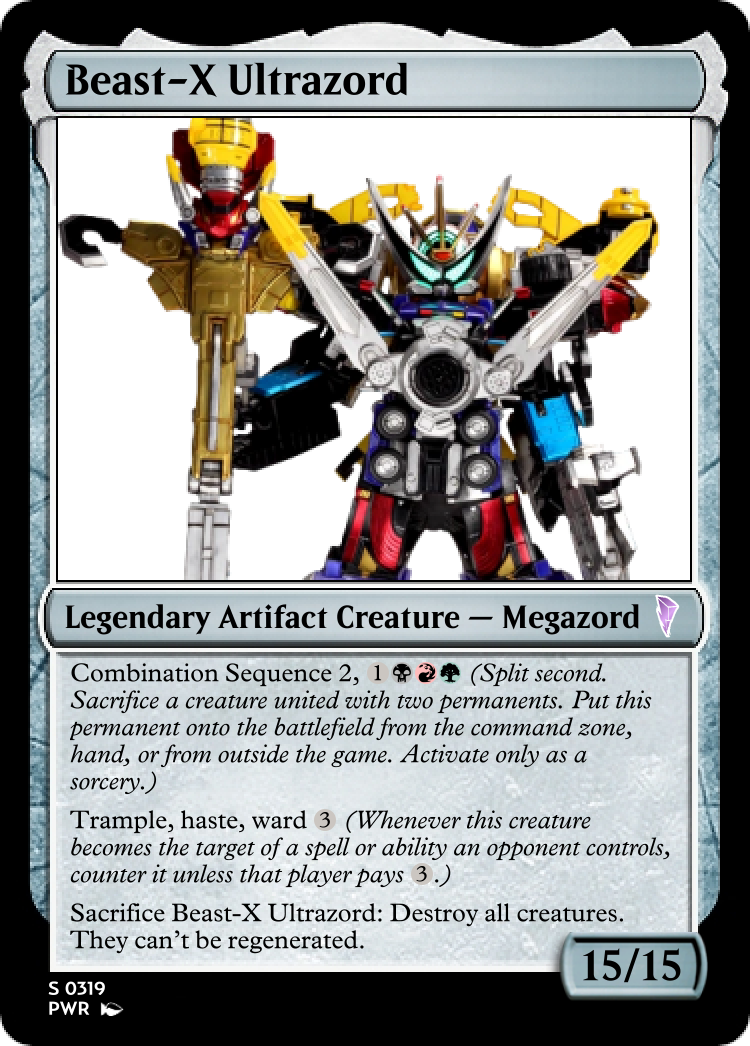 Beast-X Ultrazord
Legendary Artifact Creature — Megazord
Combination Sequence 2, 1 (Split second.
Sacrifice a creature united with two permanents. Put this
permanent onto the battlefield from the command zone,
hand, or from outside the game. Activate only as a
sorcery.)
Trample, haste, ward 3 (Whenever this creature
becomes the target of a spell or ability an opponent controls,
counter it unless that player pays 3.)
Sacrifice Beast-X Ultrazord: Destroy all creatures.
They can't be regenerated.
15/15
S 0319
PWR